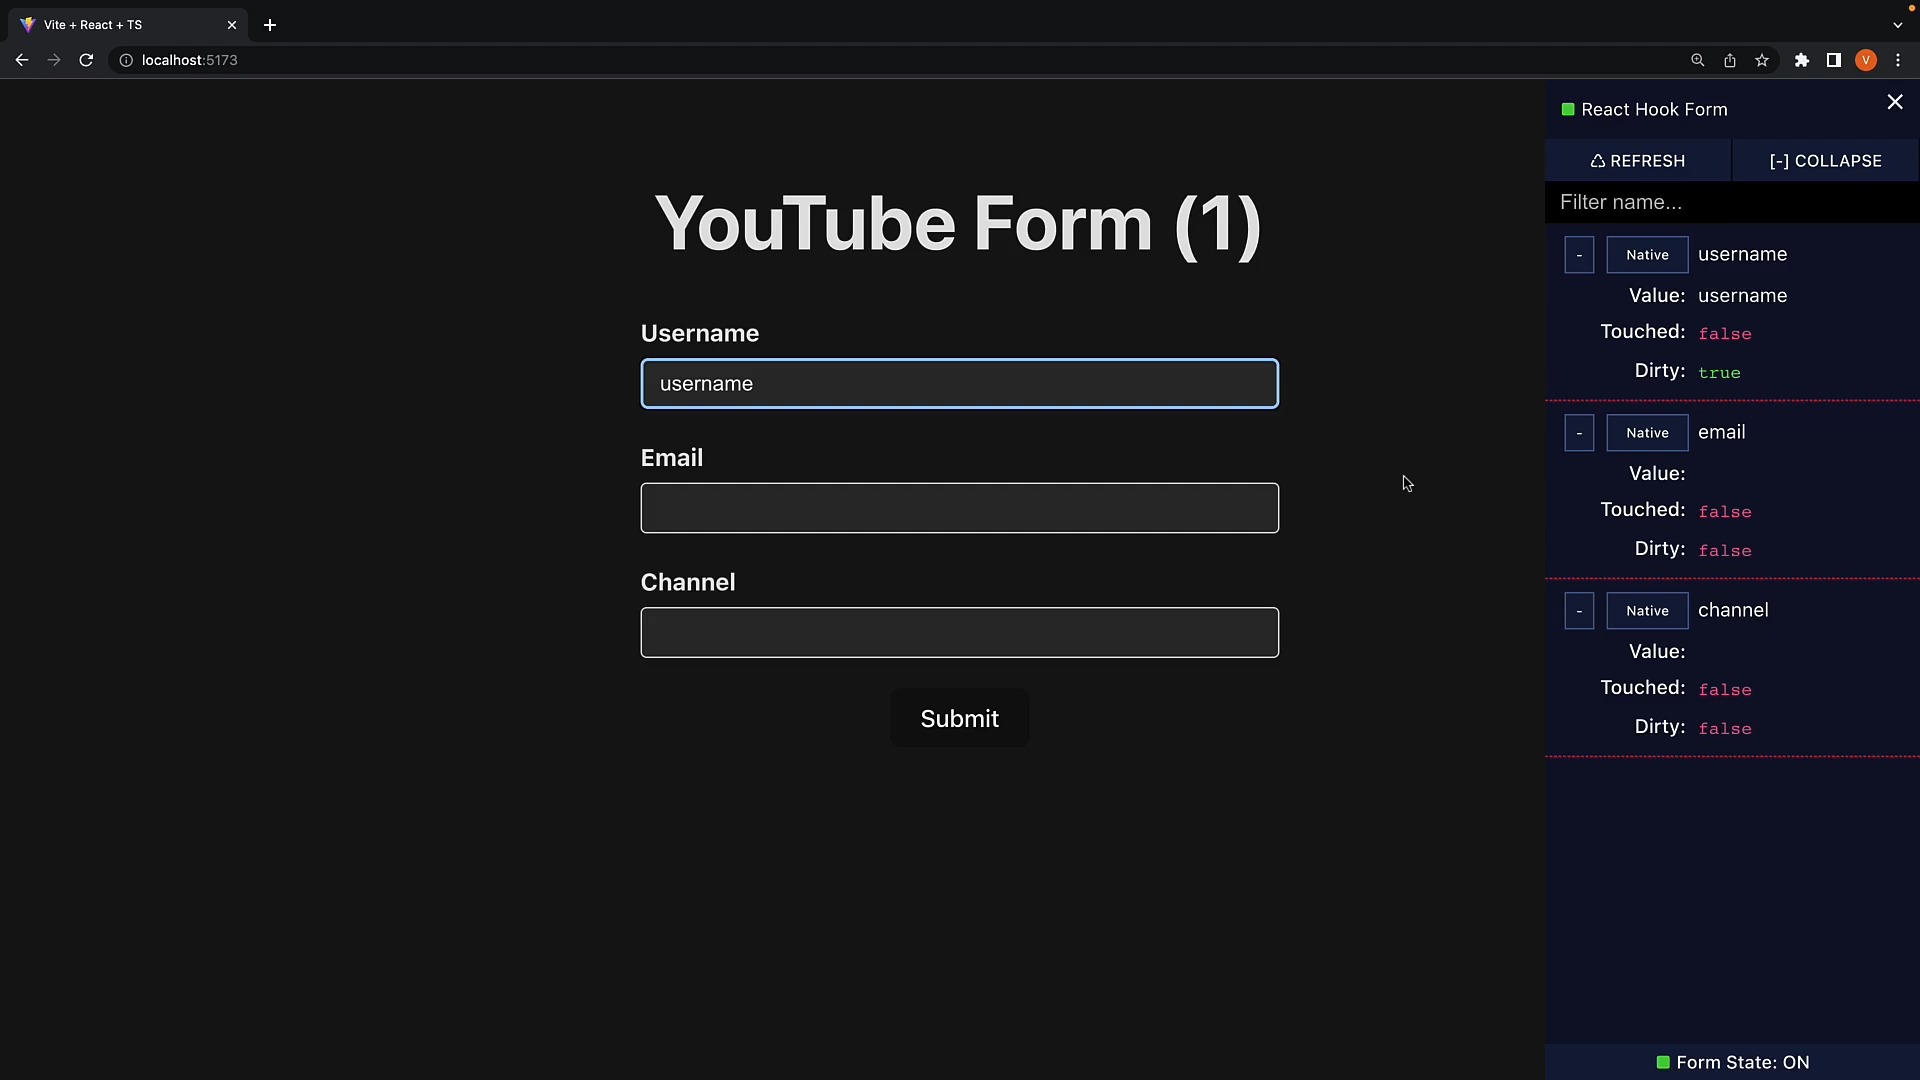 Vite + React + TS
localhost:5173
V
YouTube Form (1)
Username
username
Email
Channel
Submit
React Hook Form
REFRESH
[-] COLLAPSE
Filter name...
- Native username
Value: username
Touched: false
Dirty: true
- Native email
Value:
Touched: false
Dirty: false
- Native channel
Value:
Touched: false
Dirty: false
Form State: ON